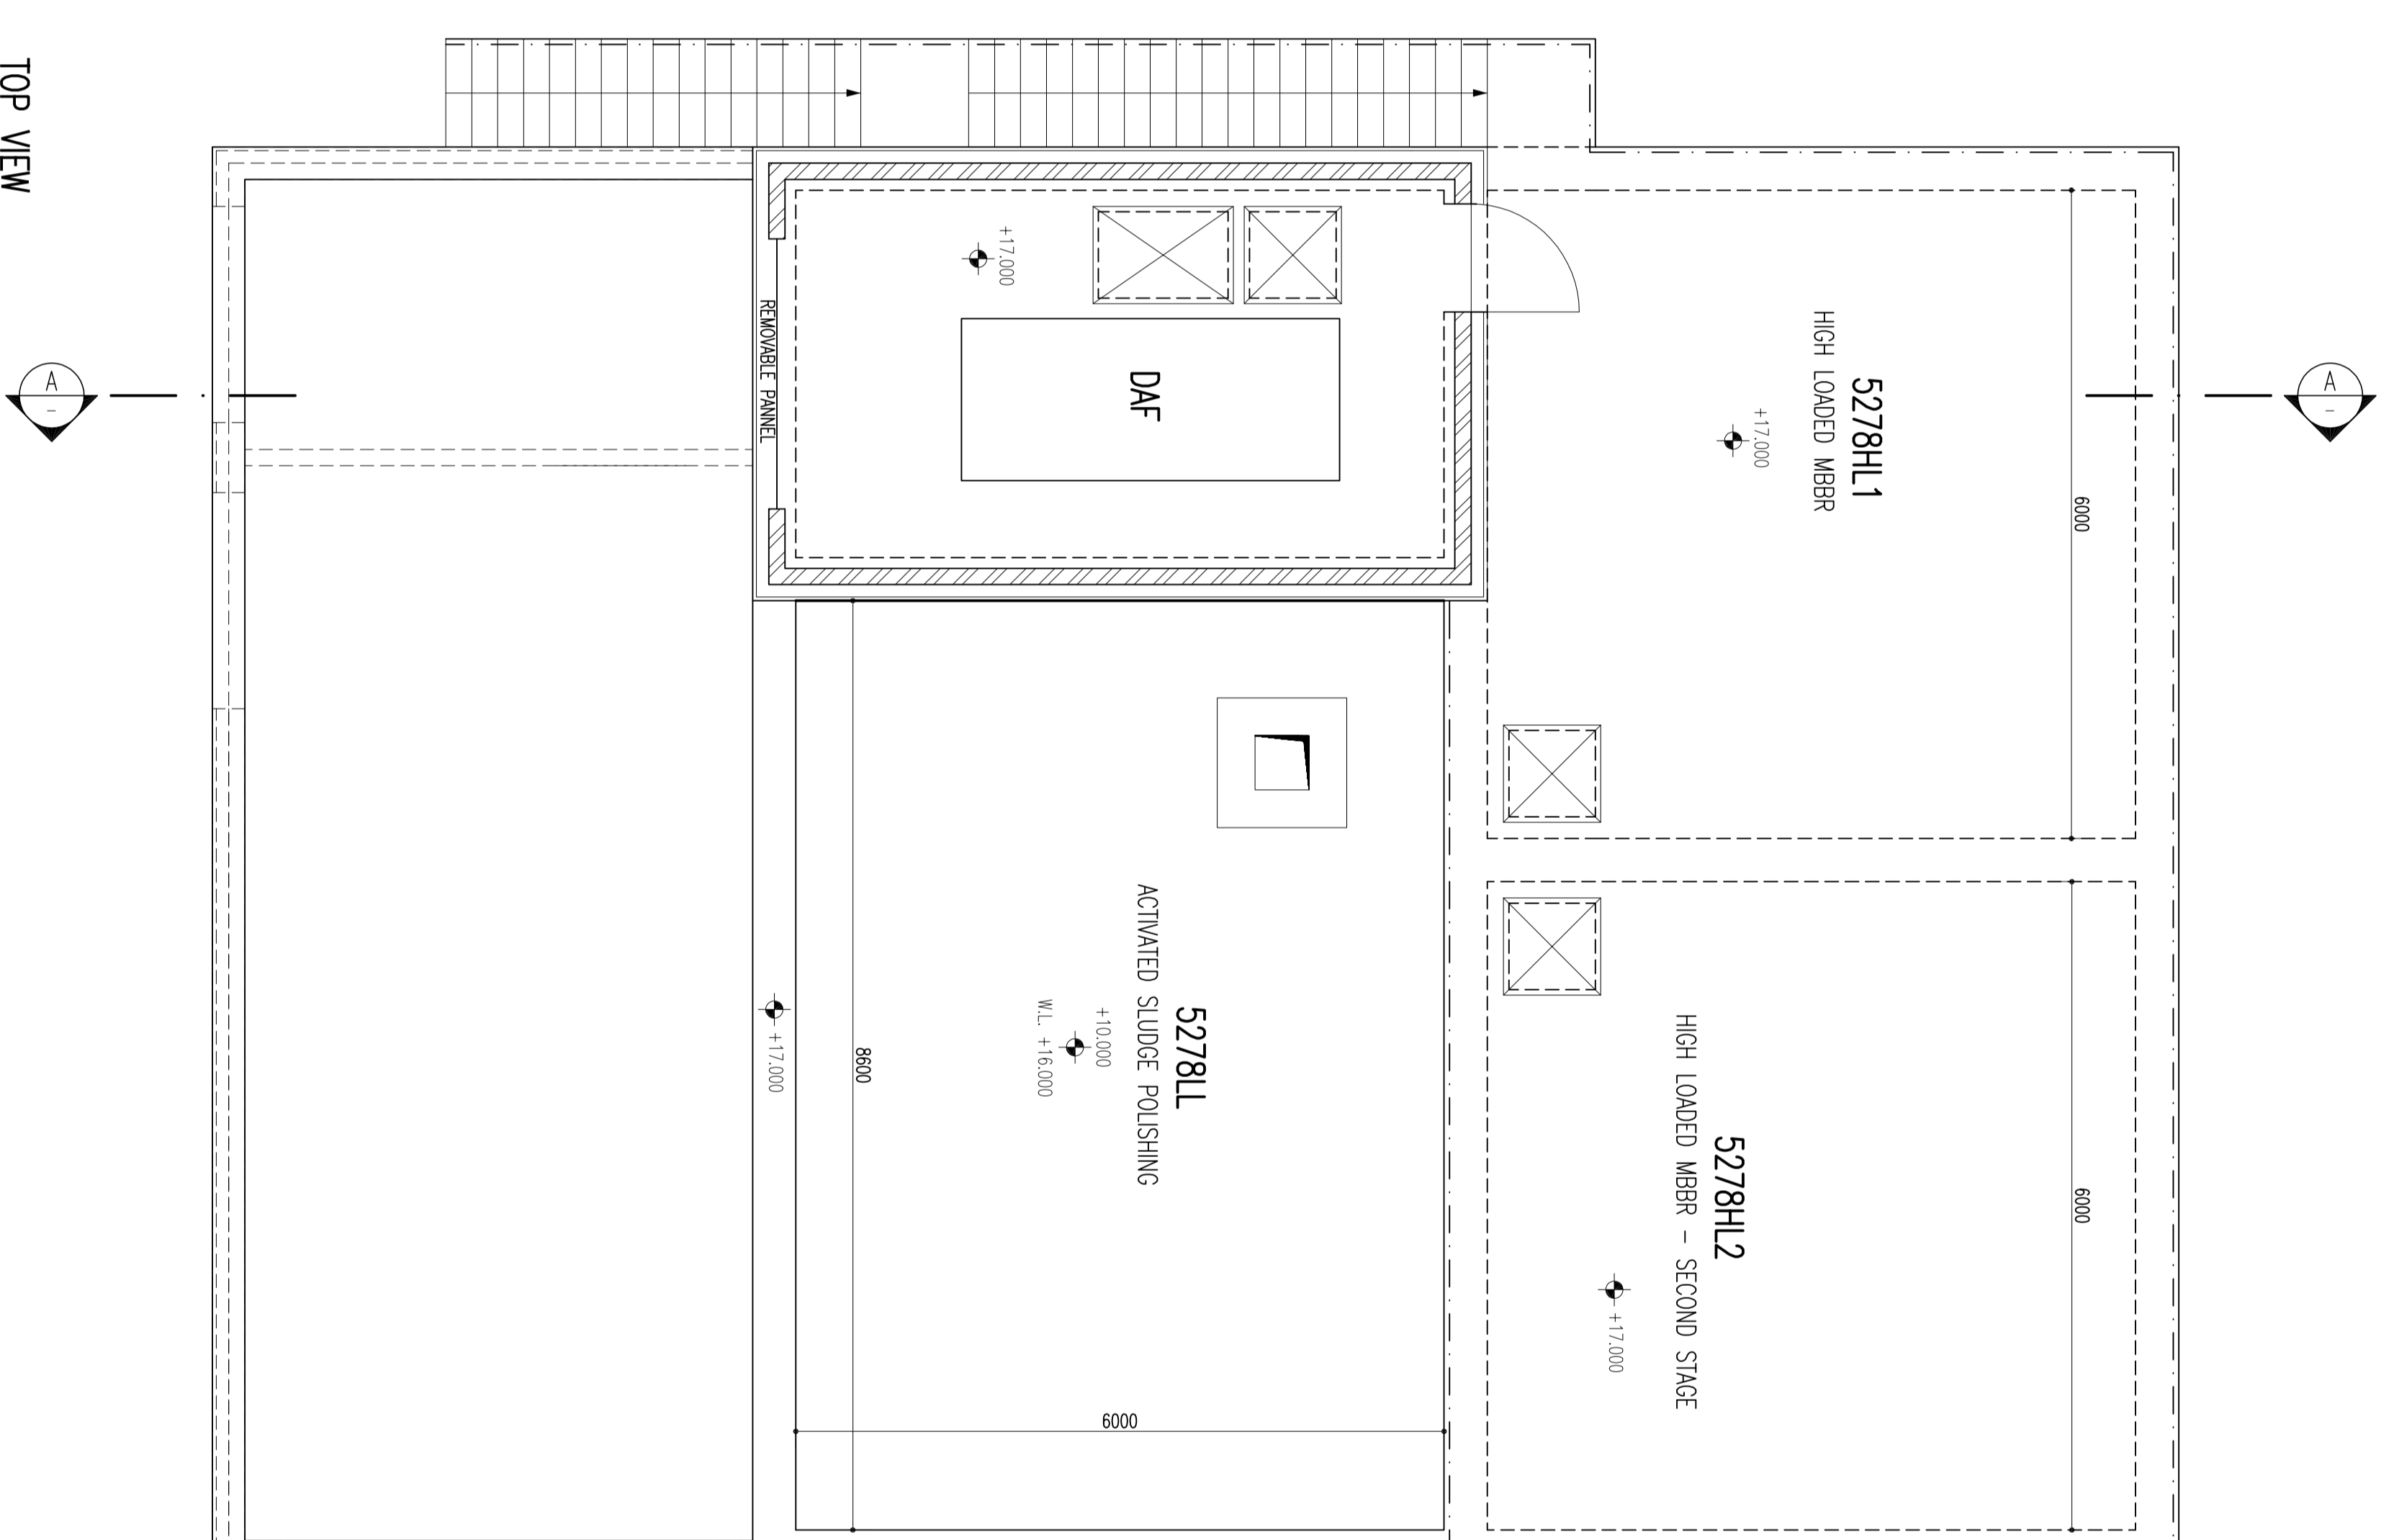 TOP VIEW
A
-
A
-
5278HL1
HIGH LOADED MBBR
+17.000
6000
DAF
+17.000
REMOVABLE PANNEL
5278HL2
HIGH LOADED MBBR - SECOND STAGE
+17.000
6000
5278LL
ACTIVATED SLUDGE POLISHING
+10.000
W.L. +16.000
8600
6000
+17.000